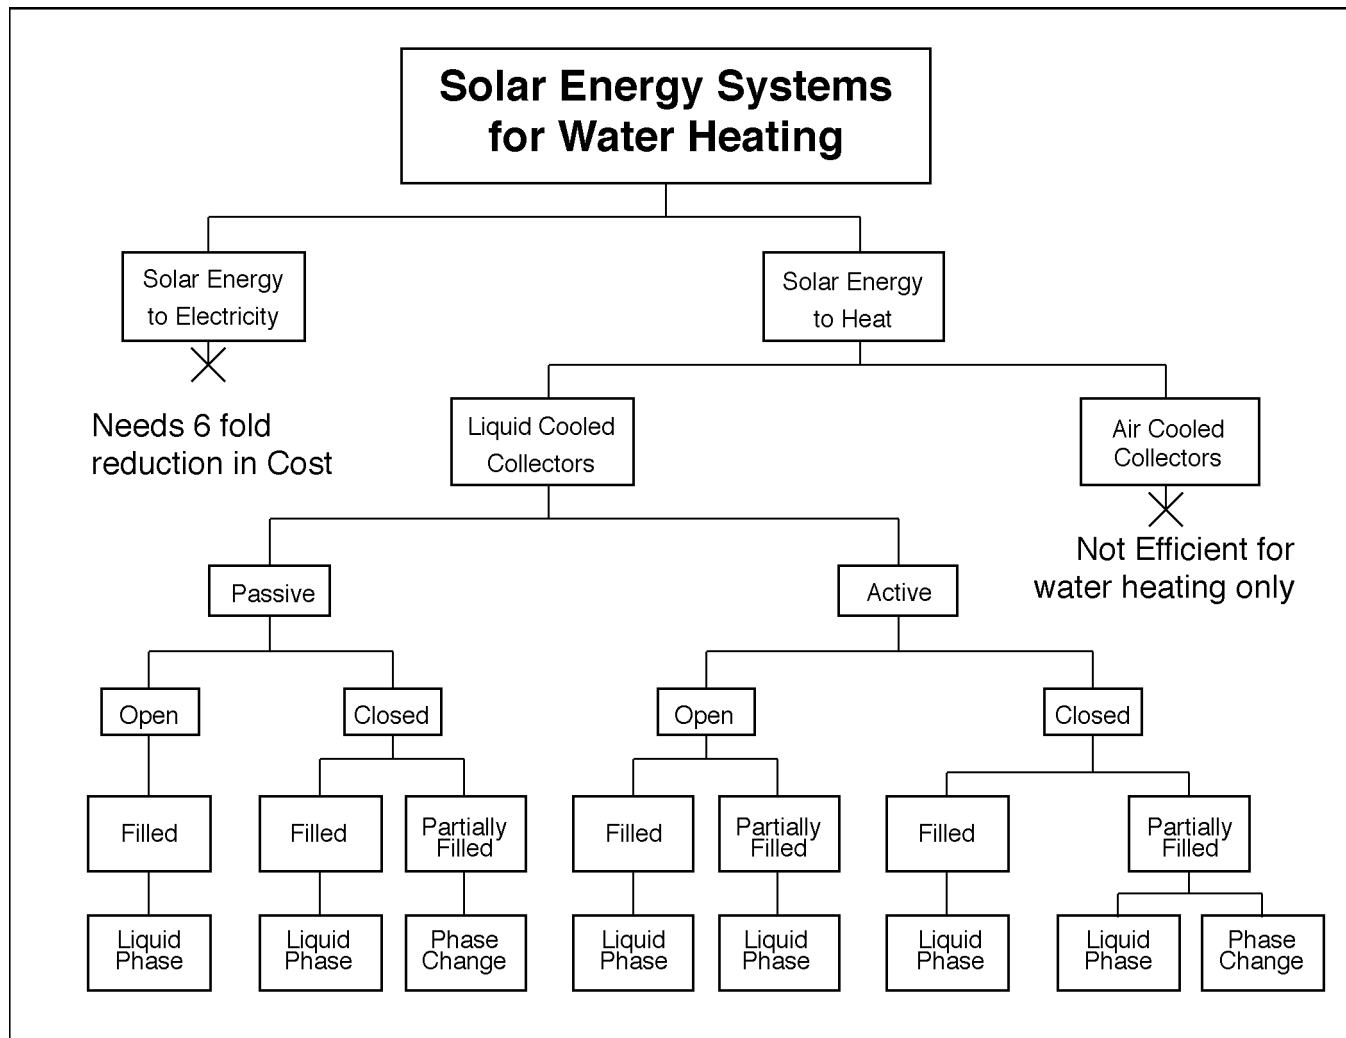 Solar Energy Systems
for Water Heating
Solar Energy
to Electricity
Solar Energy
to Heat
Needs 6 fold
reduction in Cost
Liquid Cooled
Collectors
Air Cooled
Collectors
Not Efficient for
water heating only
Passive
Active
Open
Closed
Open
Closed
Filled
Filled
Partially
Filled
Filled
Partially
Filled
Filled
Partially
Filled
Liquid
Phase
Liquid
Phase
Phase
Change
Liquid
Phase
Liquid
Phase
Liquid
Phase
Liquid
Phase
Phase
Change